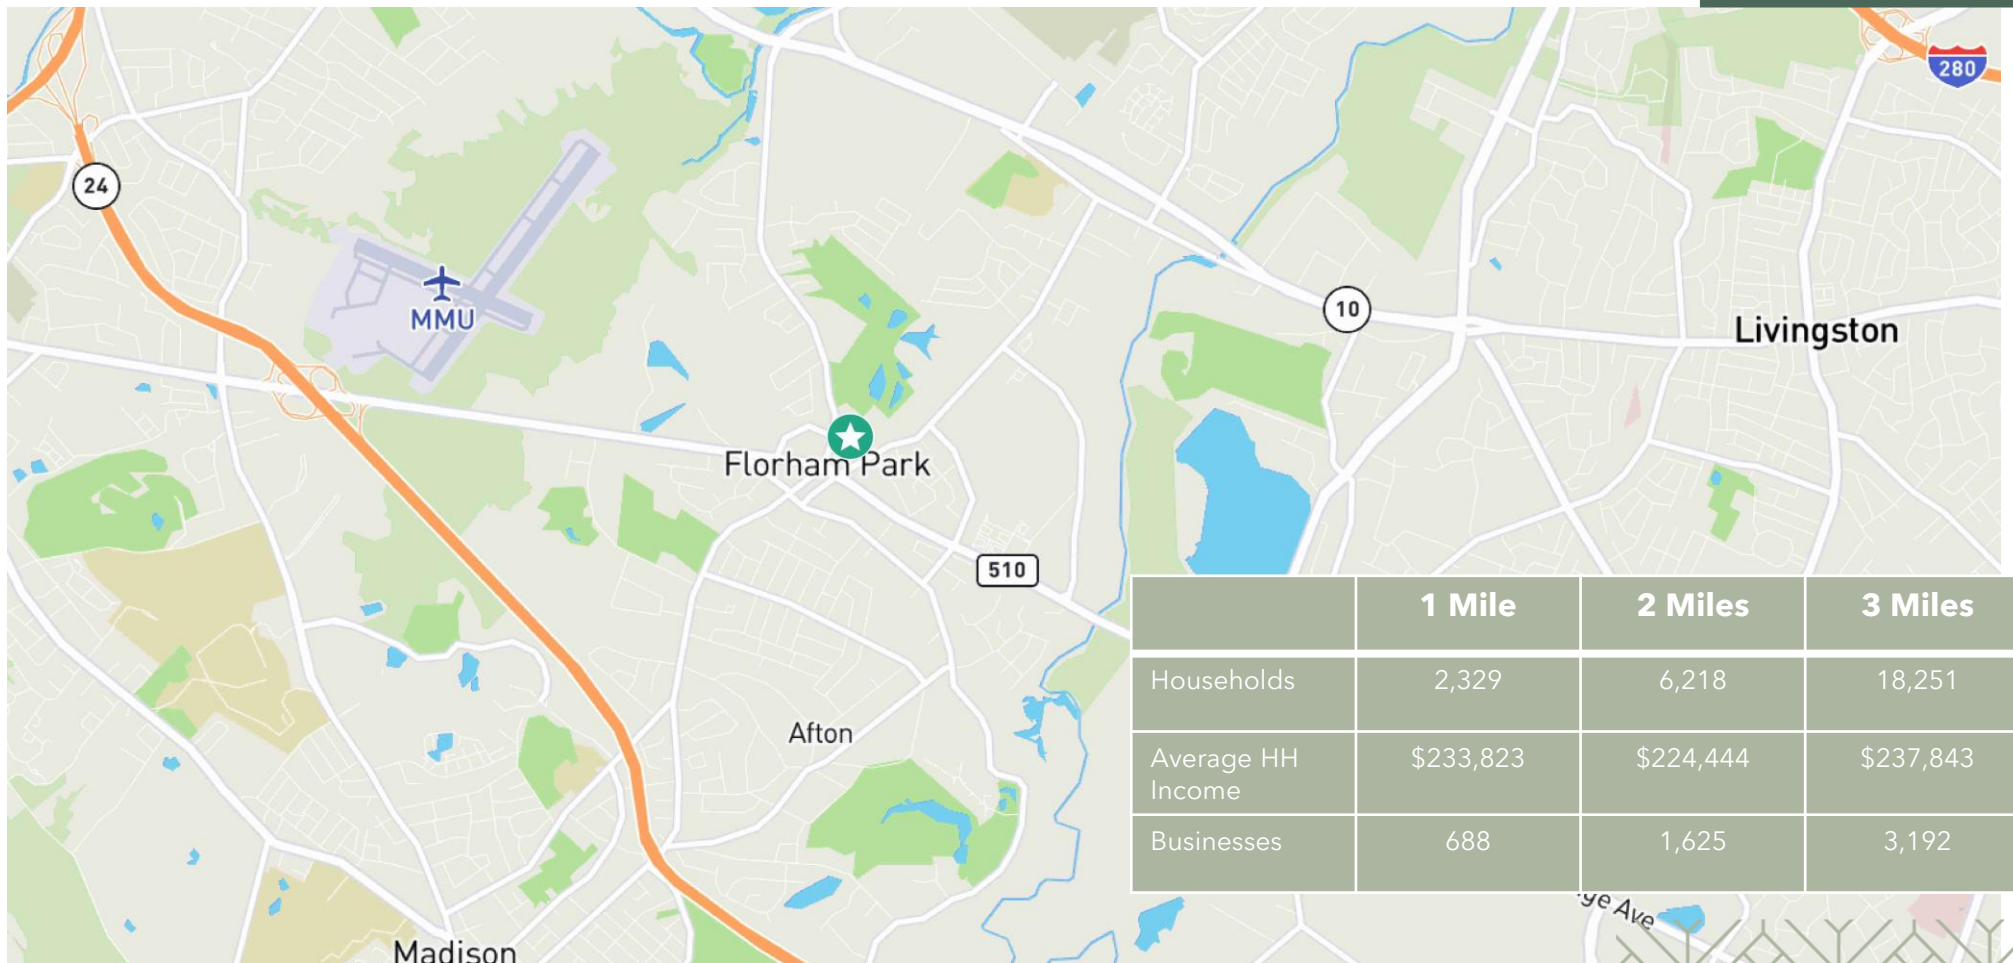 280
24
MMU
10
Livingston
Florham Park
510
1 Mile 2 Miles 3 Miles
Households 2,329 6,218 18,251
Afton
Average HH $233,823 $224,444 $237,843
Income
Businesses 688 1,625 3,192
Ave
Madison